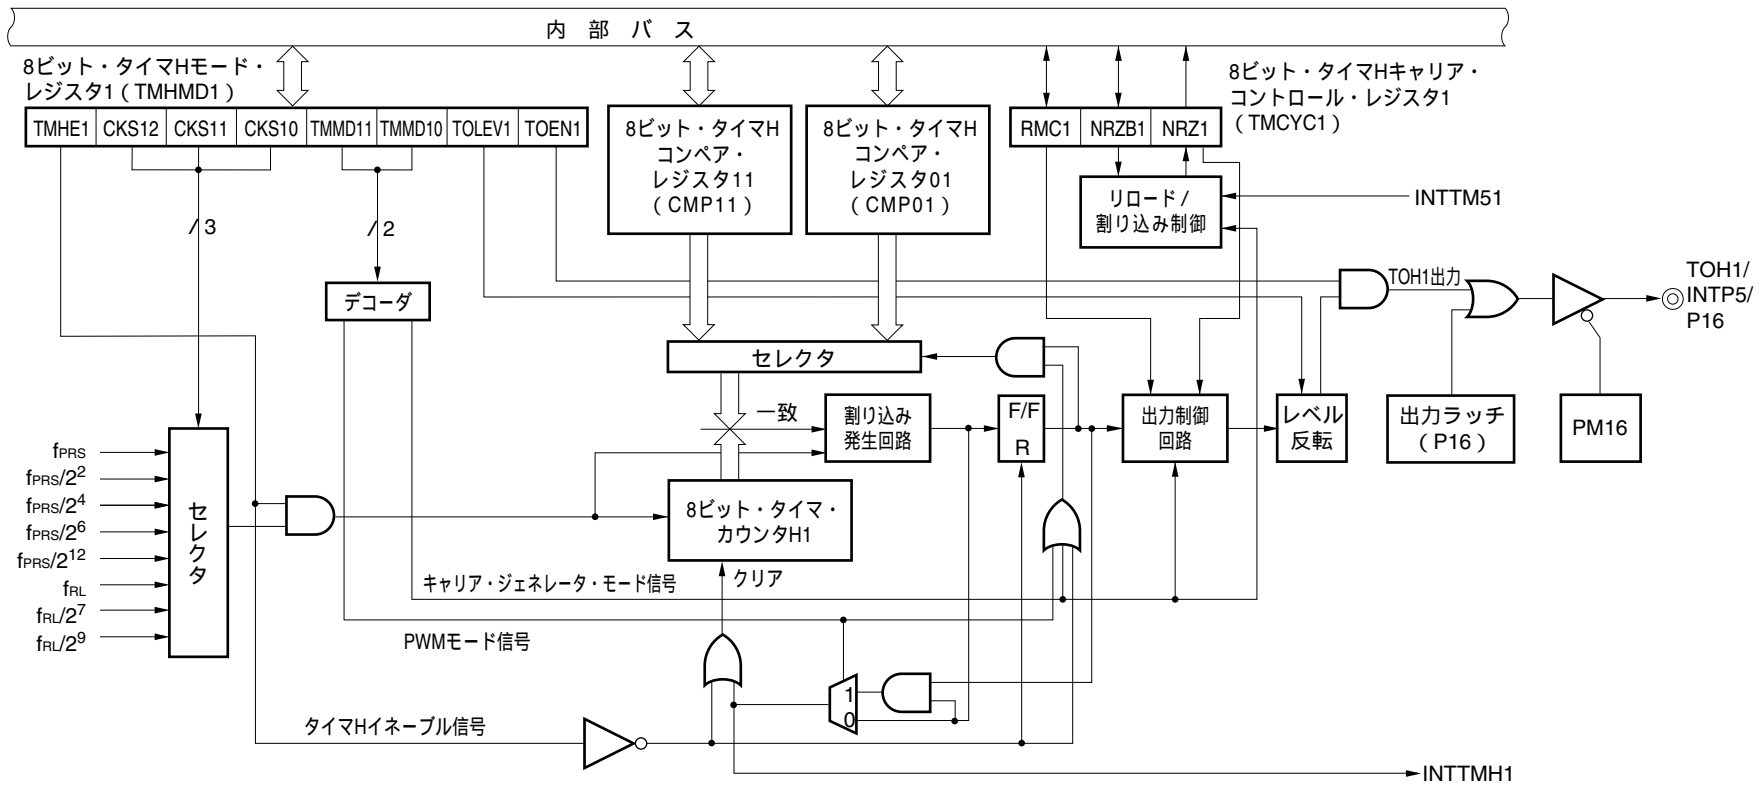 内 部 バ ス
8ビット・タイマHモード・
レジスタ1（TMHMD1）
TMHE1 CKS12 CKS11 CKS10 TMMD11 TMMD10 TOLEV1 TOEN1
8ビット・タイマH
コンペア・
レジスタ11
（CMP11）
8ビット・タイマH
コンペア・
レジスタ01
（CMP01）
RMC1 NRZB1 NRZ1
8ビット・タイマHキャリア・
コントロール・レジスタ1
（TMCYC1）
リロード/
割り込み制御
INTTM51
/3
/2
デコーダ
TOH1出力
TOH1/
INTP5/
P16
セレクタ
一致
割り込み
発生回路
F/F
R
出力制御
回路
レベル
反転
出力ラッチ
（P16）
PM16
fPRS
fPRS/2²
fPRS/2⁴
fPRS/2⁶
fPRS/2¹²
fRL
fRL/2⁷
fRL/2⁹
セレクタ
8ビット・タイマ・
カウンタH1
クリア
キャリア・ジェネレータ・モード信号
PWMモード信号
1
0
タイマHイネーブル信号
INTTMH1